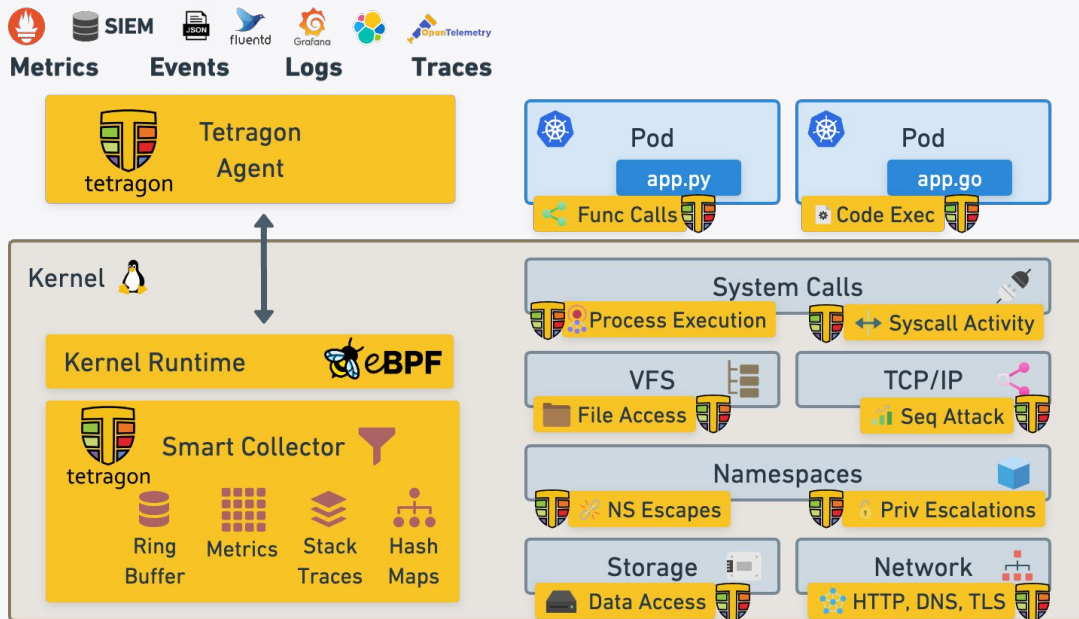 SIEM
JSON
fluentd
Grafana
OpenTelemetry
Metrics
Events
Logs
Traces
Tetragon
Agent
tetragon
Pod
app.py
Func Calls
Pod
app.go
Code Exec
Kernel
System Calls
Process Execution
Syscall Activity
Kernel Runtime
eBPF
VFS
File Access
TCP/IP
Seq Attack
Smart Collector
tetragon
Ring
Buffer
Metrics
Stack
Traces
Hash
Maps
Namespaces
NS Escapes
Priv Escalations
Storage
Data Access
Network
HTTP, DNS, TLS